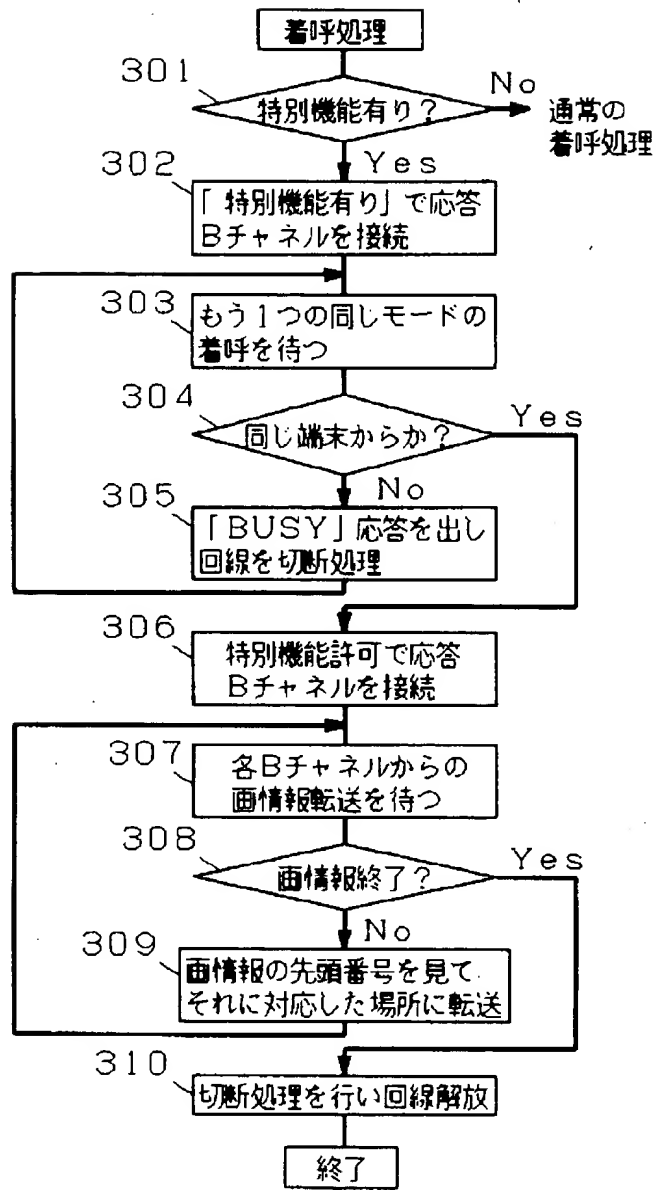 着呼処理
301
特別機能有り？
No
通常の
着呼処理
Yes
302
「特別機能有り」で応答
Bチャネルを接続
303
もう1つの同じモードの
着呼を待つ
304
同じ端末からか？
Yes
No
305
「BUSY」応答を出し
回線を切断処理
306
特別機能許可で応答
Bチャネルを接続
307
各Bチャネルからの
画情報転送を待つ
308
画情報終了？
Yes
No
309
画情報の先頭番号を見て
それに対応した場所に転送
310
切断処理を行い回線解放
終了